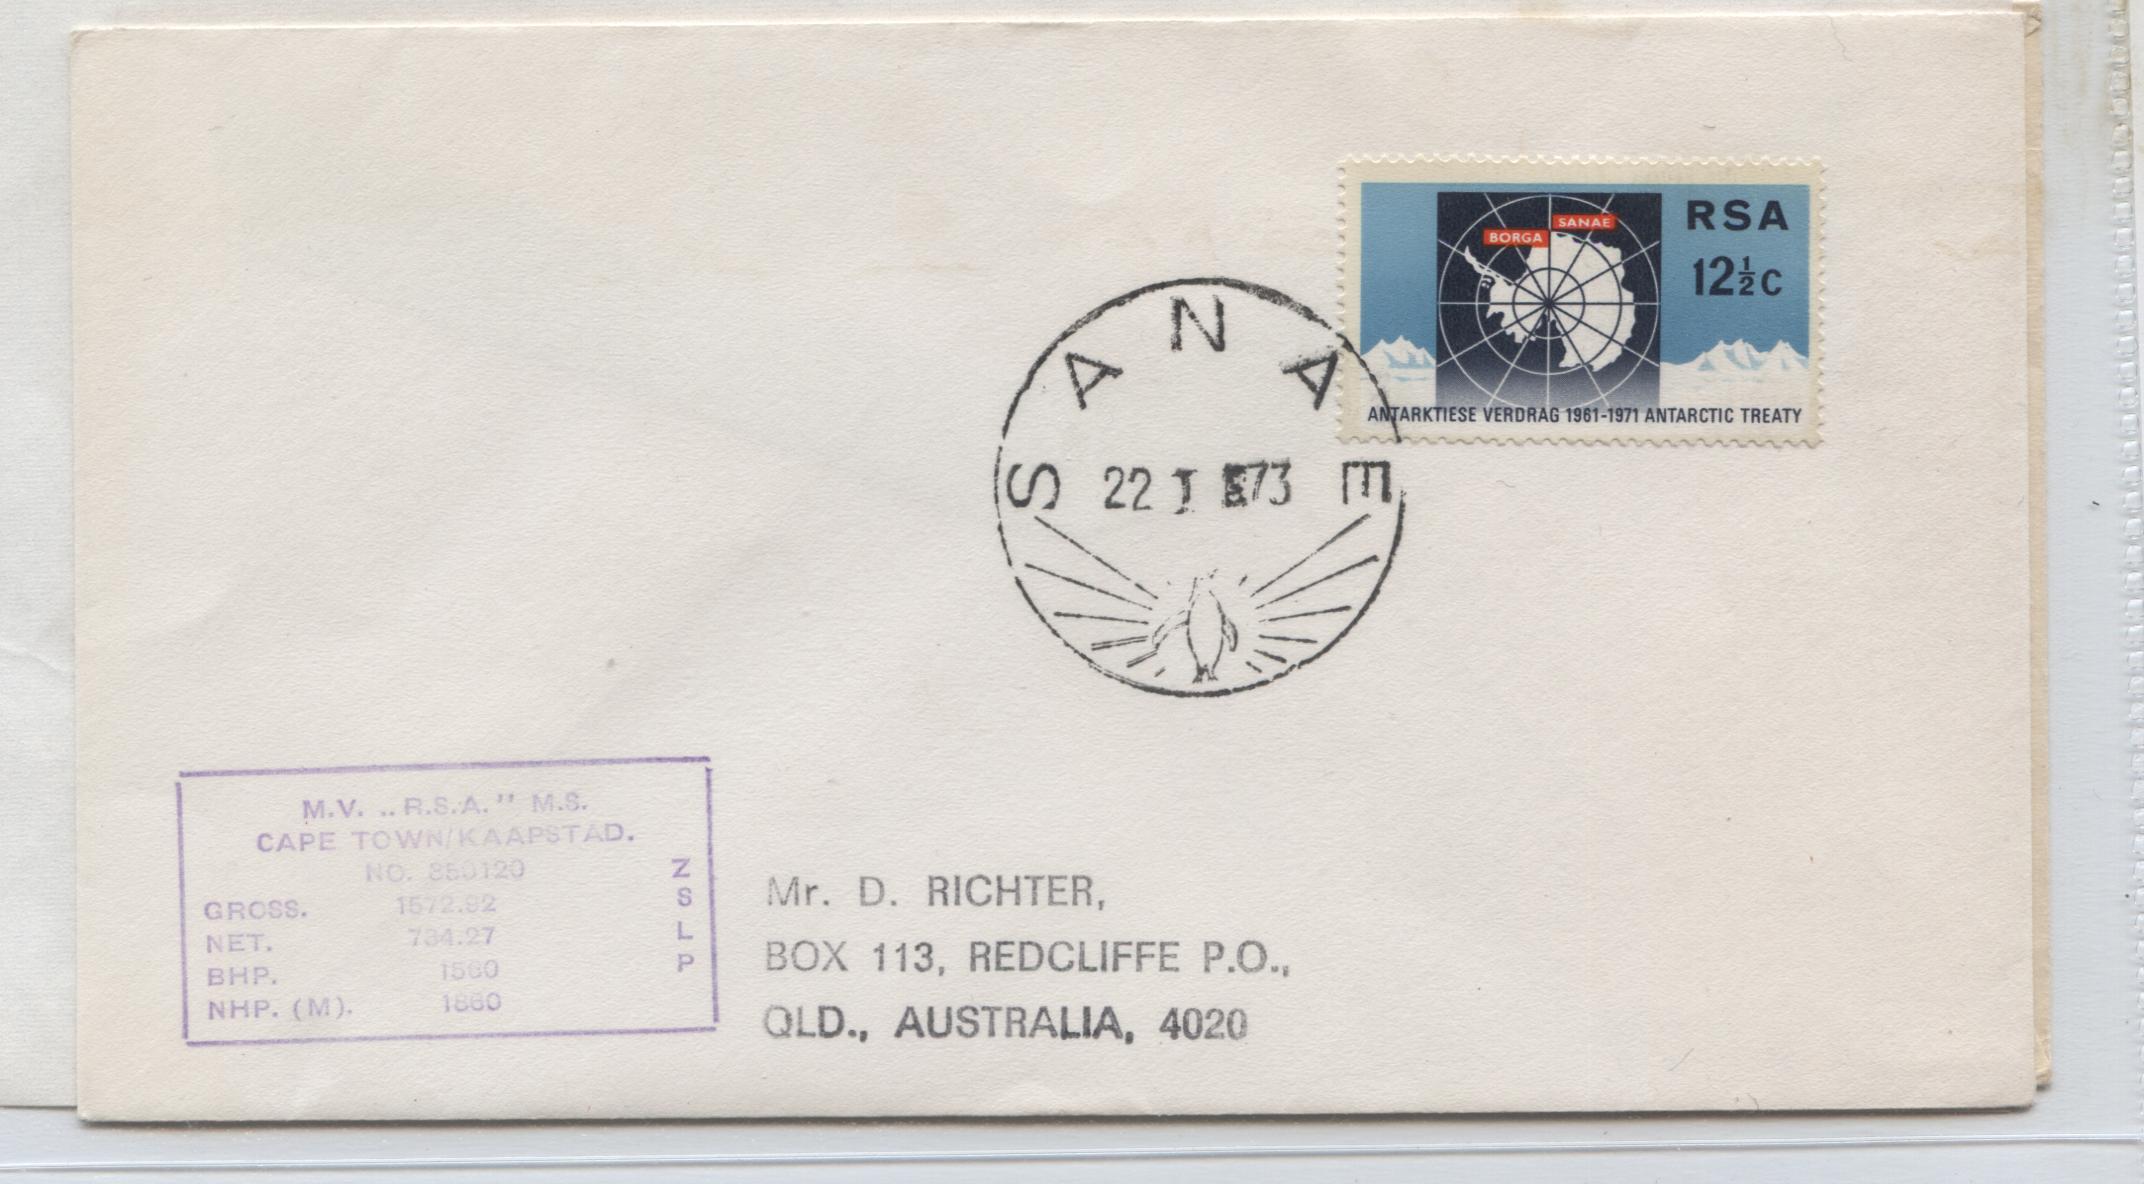 RSA
12½c
SANAE
BORGA
ANTARKTIESE VERDRAG 1961-1971 ANTARCTIC TREATY
SANAE
22 73
M.V. „R.S.A." M.S.
CAPE TOWN/KAAPSTAD.
NO. 350120
GROSS. 1572.92
NET. 734.27
BHP. 1560
NHP. (M). 1860
Z
S
L
P
Mr. D. RICHTER,
BOX 113, REDCLIFFE P.O.,
QLD., AUSTRALIA, 4020